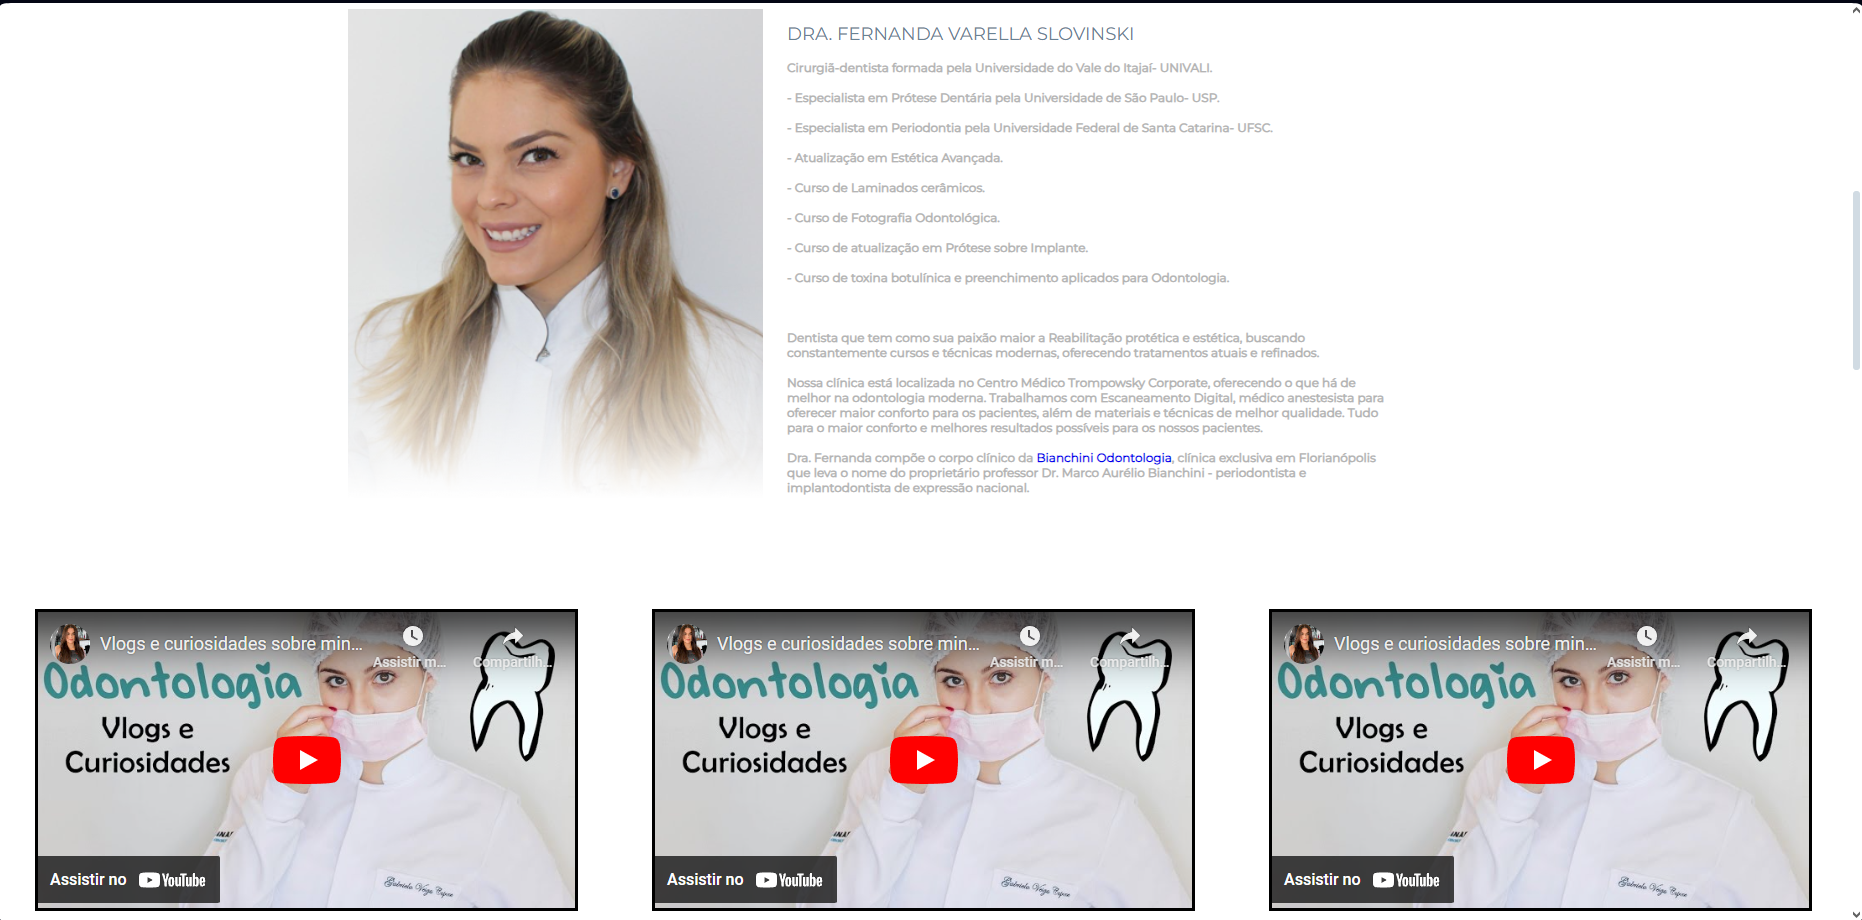 DRA. FERNANDA VARELLA SLOVINSKI
Cirurgiã-dentista formada pela Universidade do Vale do Itajaí- UNIVALI.
- Especialista em Prótese Dentária pela Universidade de São Paulo- USP.
- Especialista em Periodontia pela Universidade Federal de Santa Catarina- UFSC.
- Atualização em Estética Avançada.
- Curso de Laminados cerâmicos.
- Curso de Fotografia Odontológica.
- Curso de atualização em Prótese sobre Implante.
- Curso de toxina botulínica e preenchimento aplicados para Odontologia.
Dentista que tem como sua paixão maior a Reabilitação protética e estética, buscando
constantemente cursos e técnicas modernas, oferecendo tratamentos atuais e refinados.
Nossa clínica está localizada no Centro Médico Trompowsky Corporate, oferecendo o que há de
melhor na odontologia moderna. Trabalhamos com Escaneamento Digital, médico anestesista para
oferecer maior conforto para os pacientes, além de materiais e técnicas de melhor qualidade. Tudo
para o maior conforto e melhores resultados possíveis para os nossos pacientes.
Dra. Fernanda compõe o corpo clínico da Bianchini Odontologia, clínica exclusiva em Florianópolis
que leva o nome do proprietário professor Dr. Marco Aurélio Bianchini - periodontista e
implantodontista de expressão nacional.
Vlogs e curiosidades sobre min...
Assistir m...
Compartilh...
Odontologia
Vlogs e
Curiosidades
Assistir no YouTube
Vlogs e curiosidades sobre min...
Assistir m...
Compartilh...
Odontologia
Vlogs e
Curiosidades
Assistir no YouTube
Vlogs e curiosidades sobre min...
Assistir m...
Compartilh...
Odontologia
Vlogs e
Curiosidades
Assistir no YouTube